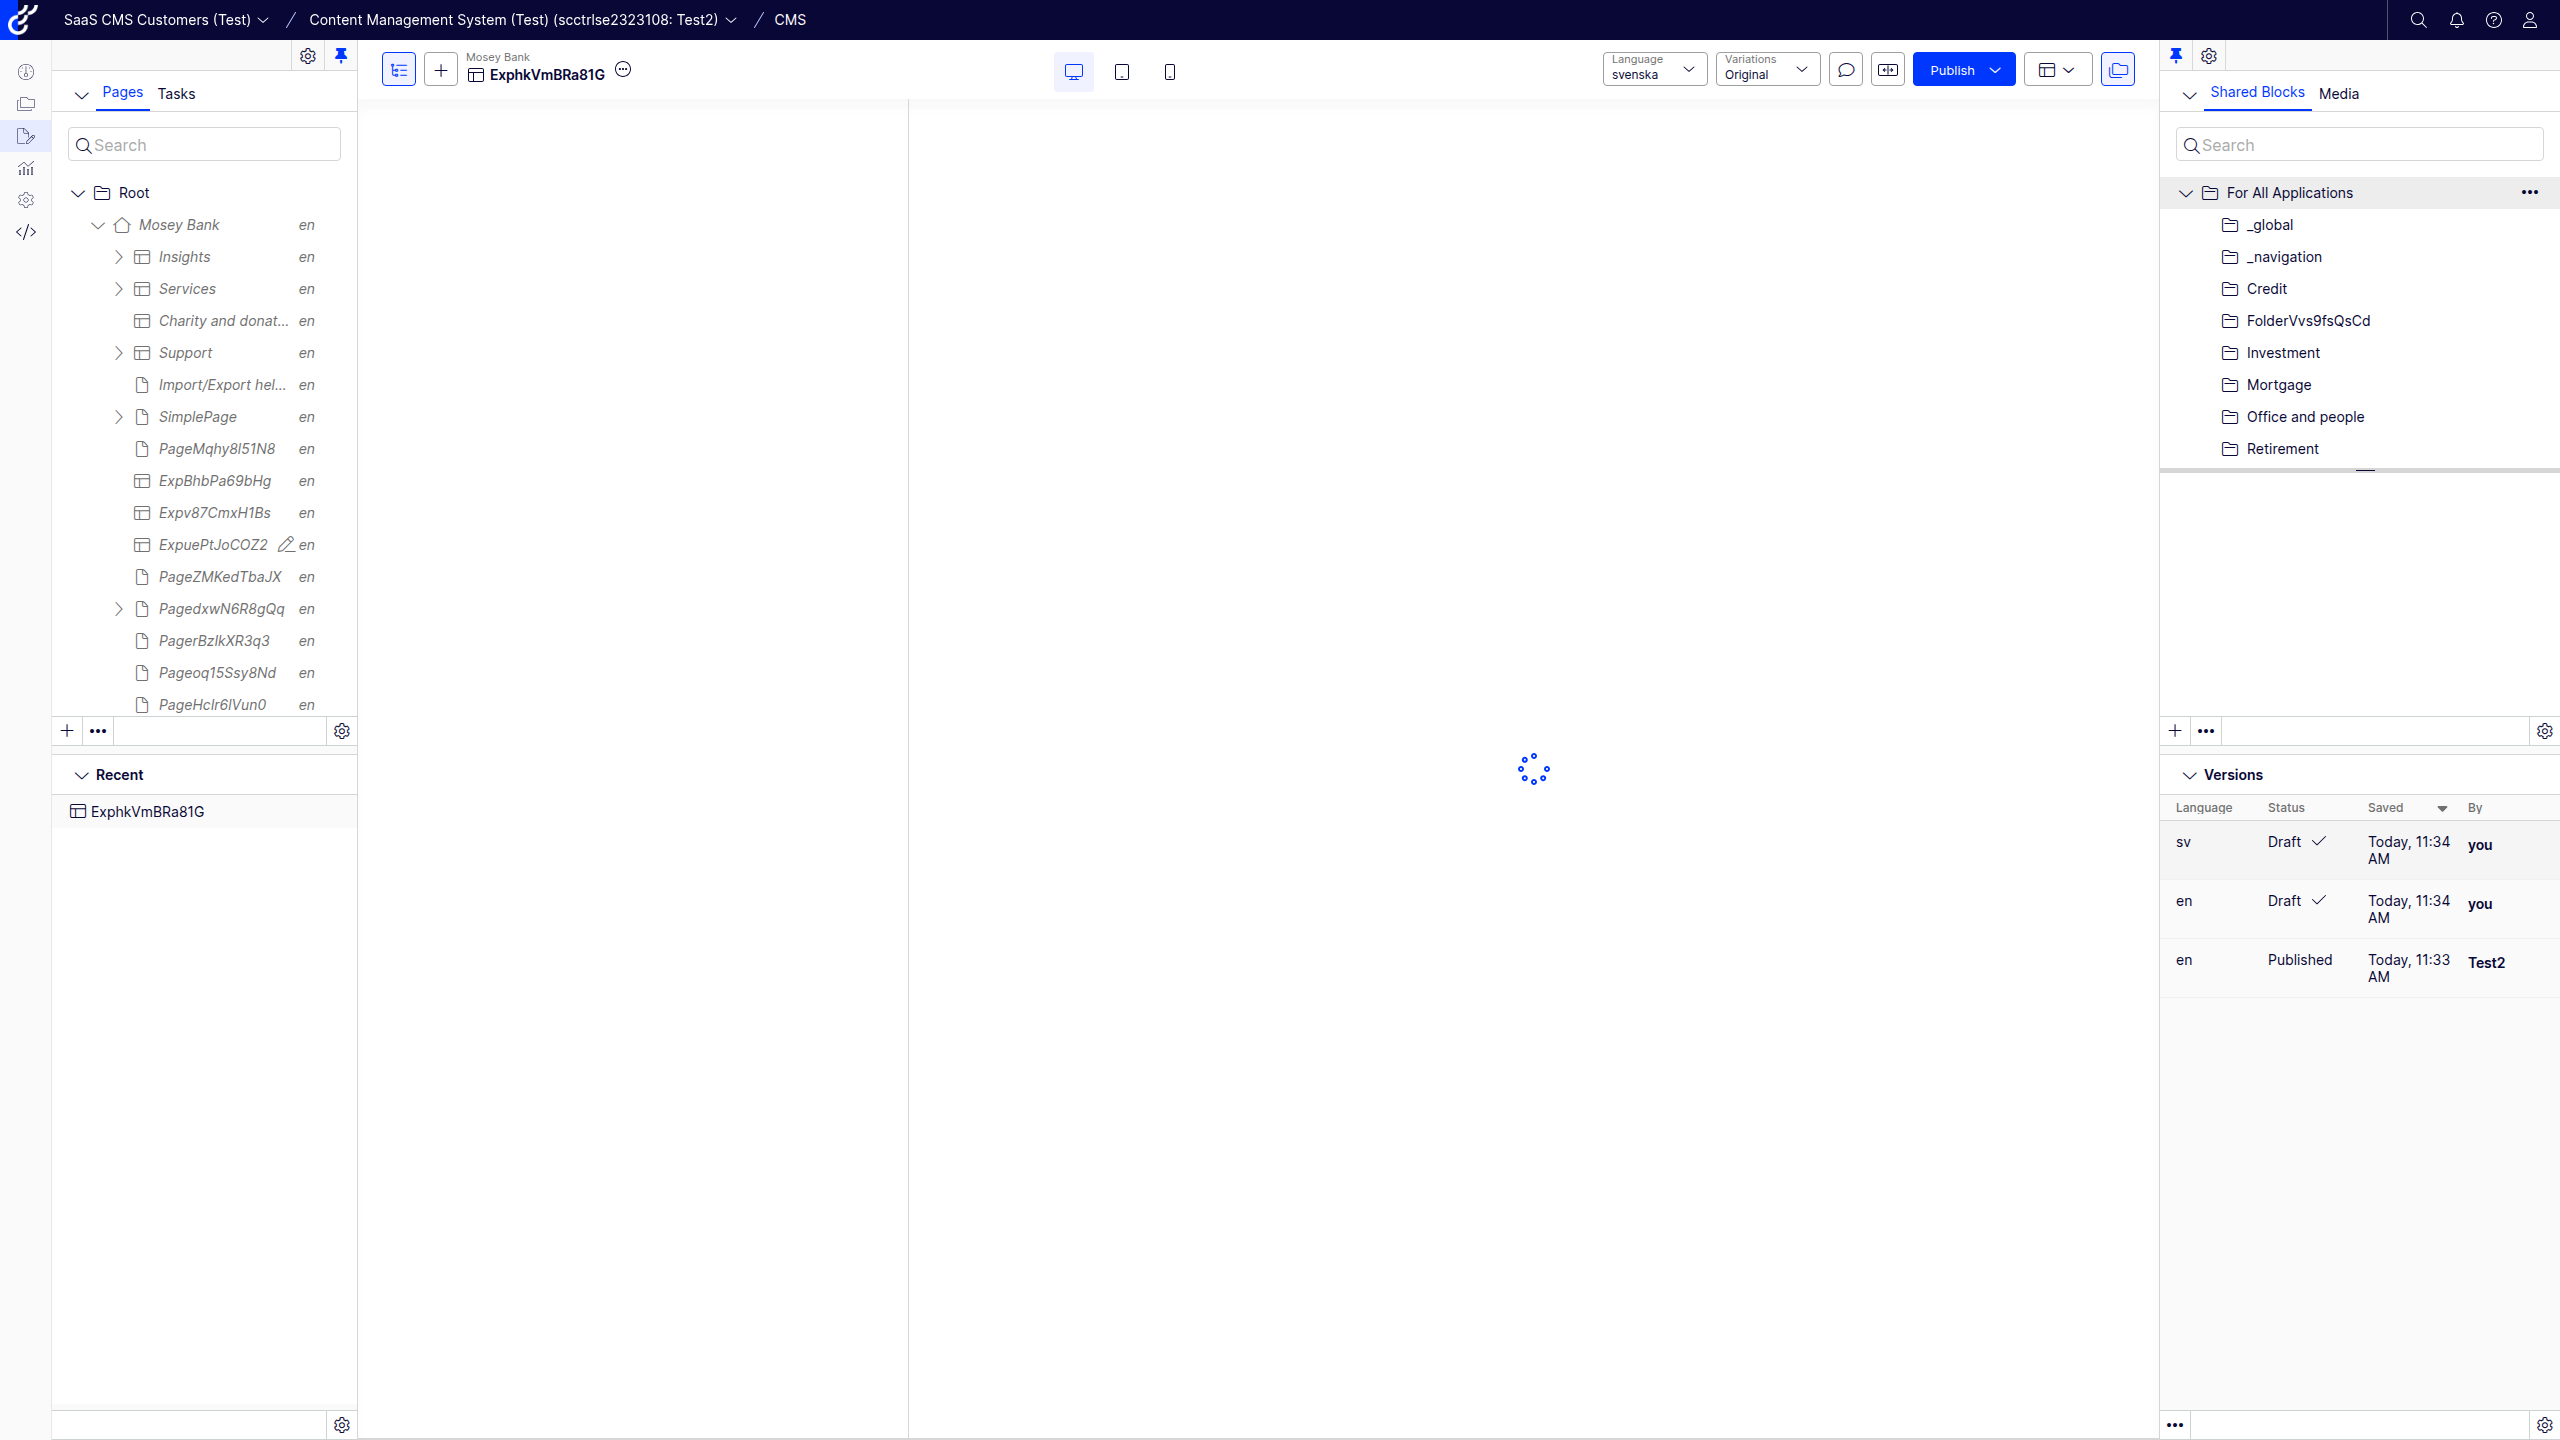 SaaS CMS Customers (Test)
Content Management System (Test) (scctrlse2323108: Test2)
CMS
Pages
Tasks
Search
Root
Mosey Bank en
Insights en
Services en
Charity and donat... en
Support en
Import/Export hel... en
SimplePage en
PageMqhy8l51N8 en
ExpBhbPa69bHg en
Expv87CmxH1Bs en
ExpuePtJoCOZ2 en
PageZMKedTbaJX en
PagedxwN6R8gQq en
PagerBzlkXR3q3 en
Pageoq15Ssy8Nd en
PageHclr6lVun0 en
Recent
ExphkVmBRa81G
Mosey Bank
ExphkVmBRa81G
Language
svenska
Variations
Original
Publish
Shared Blocks
Media
Search
For All Applications
_global
_navigation
Credit
FolderVvs9fsQsCd
Investment
Mortgage
Office and people
Retirement
Versions
Language Status Saved By
sv Draft Today, 11:34 AM you
en Draft Today, 11:34 AM you
en Published Today, 11:33 AM Test2